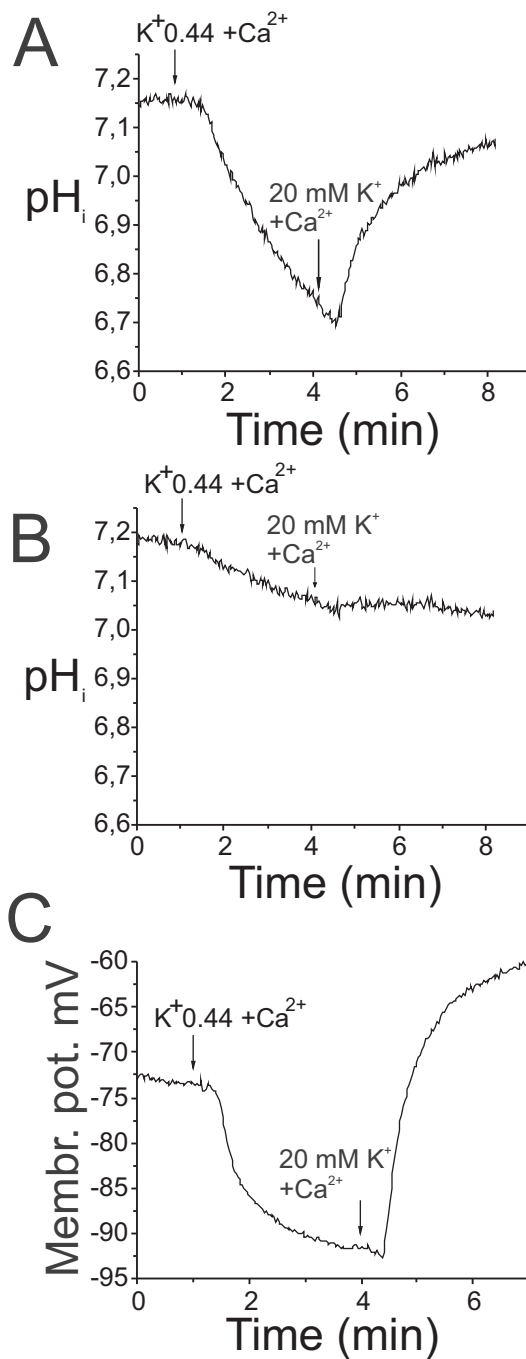 A
K⁺0.44 +Ca²⁺
7,2
7,1
7,0
6,9
6,8
6,7
6,6
pHᵢ
20 mM K⁺
+Ca²⁺
0
2
4
6
8
Time (min)
B
K⁺0.44 +Ca²⁺
7,2
7,1
7,0
6,9
6,8
6,7
6,6
pHᵢ
20 mM K⁺
+Ca²⁺
0
2
4
6
8
Time (min)
C
-60
-65
-70
-75
-80
-85
-90
-95
Membr. pot. mV
K⁺0.44 +Ca²⁺
20 mM K⁺
+Ca²⁺
0
2
4
6
Time (min)